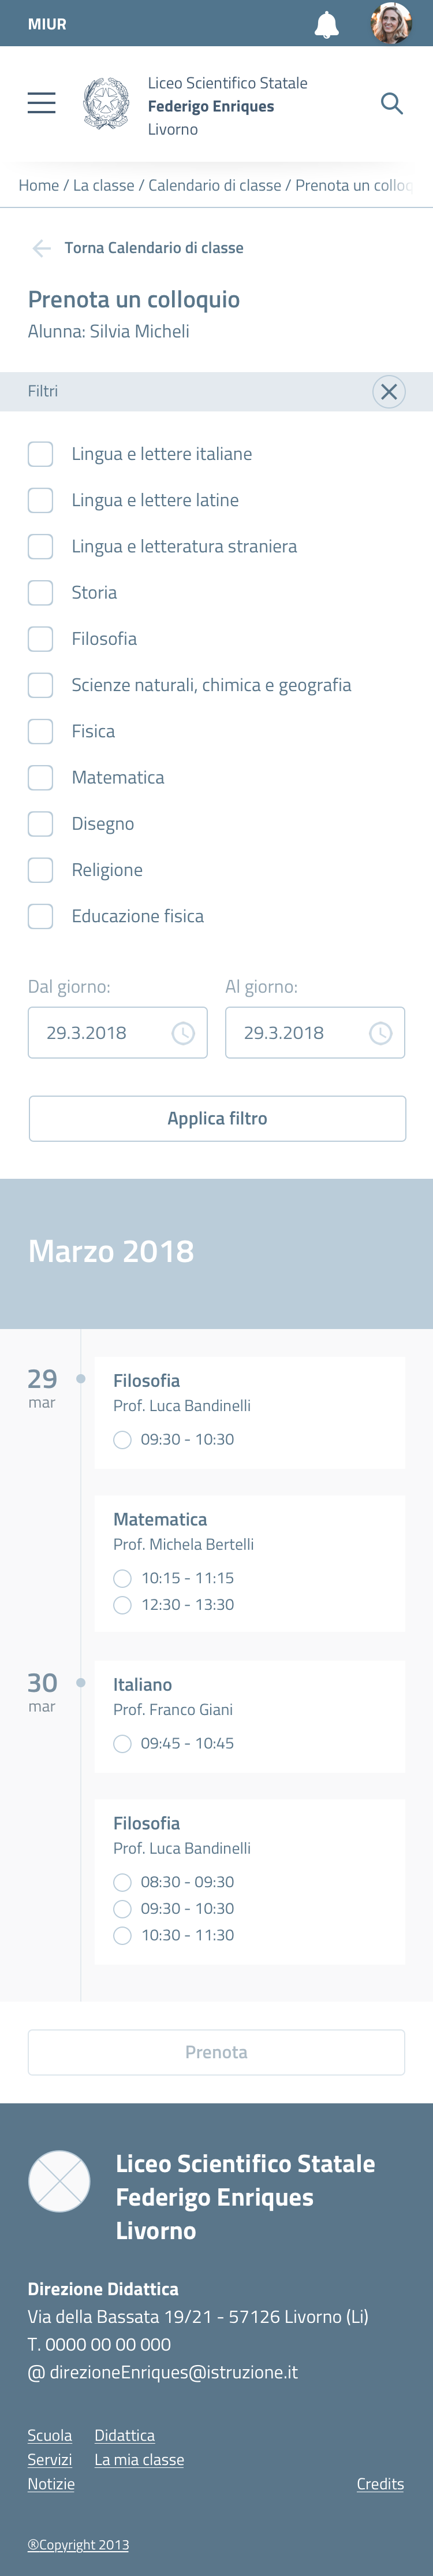 MIUR
Liceo Scientifico Statale
Federigo Enriques
Livorno
Home / La classe / Calendario di classe / Prenota un colloq
Torna Calendario di classe
Prenota un colloquio
Alunna: Silvia Micheli
Filtri
Lingua e lettere italiane
Lingua e lettere latine
Lingua e letteratura straniera
Storia
Filosofia
Scienze naturali, chimica e geografia
Fisica
Matematica
Disegno
Religione
Educazione fisica
Dal giorno: Al giorno:
29.3.2018 29.3.2018
Applica filtro
Marzo 2018
29
mar
Filosofia
Prof. Luca Bandinelli
09:30 - 10:30
Matematica
Prof. Michela Bertelli
10:15 - 11:15
12:30 - 13:30
30
mar
Italiano
Prof. Franco Giani
09:45 - 10:45
Filosofia
Prof. Luca Bandinelli
08:30 - 09:30
09:30 - 10:30
10:30 - 11:30
Prenota
Liceo Scientifico Statale
Federigo Enriques
Livorno
Direzione Didattica
Via della Bassata 19/21 - 57126 Livorno (Li)
T. 0000 00 00 000
@ direzioneEnriques@istruzione.it
Scuola Didattica
Servizi La mia classe
Notizie Credits
®Copyright 2013